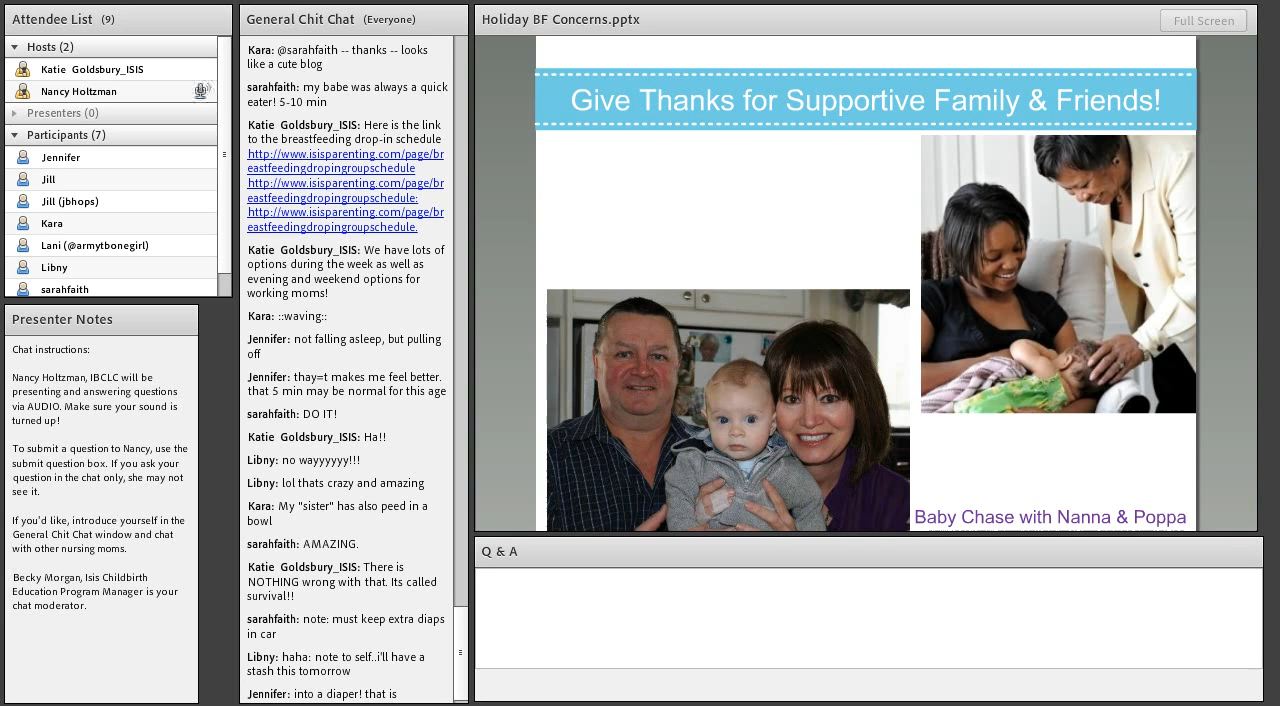 Attendee List (9)
Hosts (2)
Katie Goldsbury_ISIS
Nancy Holtzman
Presenters (0)
Participants (7)
Jennifer
Jill
Jill (jbhops)
Kara
Lani (@armytbonegirl)
Libny
sarahfaith
Presenter Notes
Chat instructions:
Nancy Holtzman, IBCLC will be
presenting and answering questions
via AUDIO. Make sure your sound is
turned up!
To submit a question to Nancy, use the
submit question box. If you ask your
question in the chat only, she may not
see it.
If you'd like, introduce yourself in the
General Chit Chat window and chat
with other nursing moms.
Becky Morgan, Isis Childbirth
Education Program Manager is your
chat moderator.
General Chit Chat (Everyone)
Kara: @sarahfaith -- thanks -- looks
like a cute blog
sarahfaith: my babe was always a quick
eater! 5-10 min
Katie Goldsbury_ISIS: Here is the link
to the breastfeeding drop-in schedule
http://www.isisparenting.com/page/br
eastfeedingdropingroupschedule
http://www.isisparenting.com/page/br
eastfeedingdropingroupschedule:
http://www.isisparenting.com/page/br
eastfeedingdropingroupschedule.
Katie Goldsbury_ISIS: We have lots of
options during the week as well as
evening and weekend options for
working moms!
Kara: ::waving::
Jennifer: not falling asleep, but pulling
off
Jennifer: thay=t makes me feel better.
that 5 min may be normal for this age
sarahfaith: DO IT!
Katie Goldsbury_ISIS: Ha!!
Libny: no wayyyyyy!!!
Libny: lol thats crazy and amazing
Kara: My "sister" has also peed in a
bowl
sarahfaith: AMAZING.
Katie Goldsbury_ISIS: There is
NOTHING wrong with that. Its called
survival!!
sarahfaith: note: must keep extra diaps
in car
Libny: haha: note to self..i'll have a
stash this tomorrow
Jennifer: into a diaper! that is
Holiday BF Concerns.pptx
Full Screen
Give Thanks for Supportive Family & Friends!
Baby Chase with Nanna & Poppa
Q & A